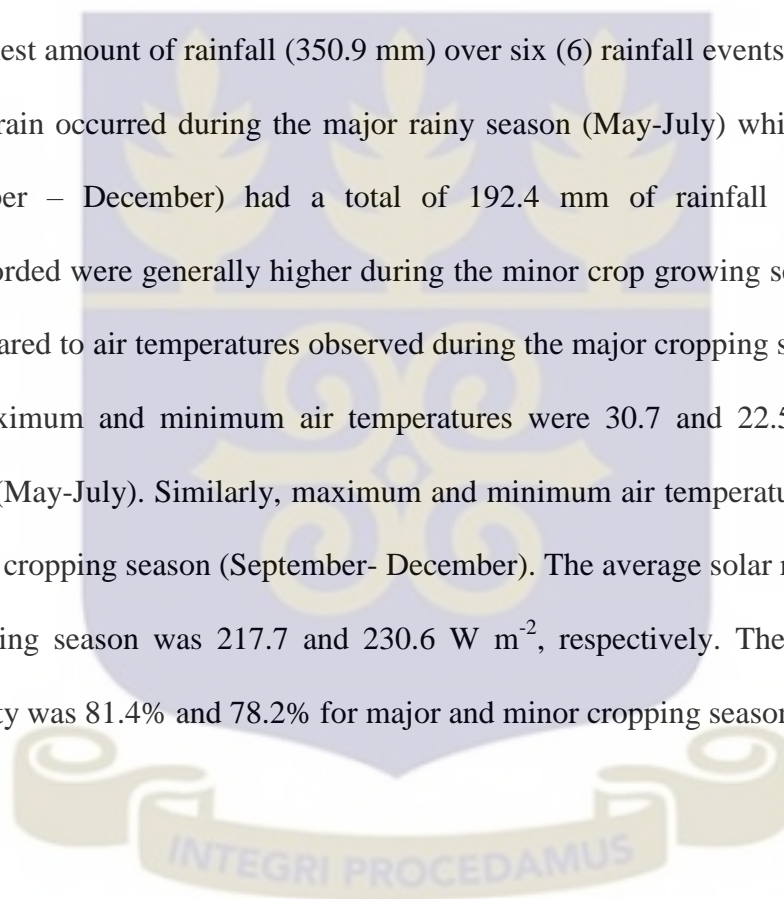 est amount of rainfall (350.9 mm) over six (6) rainfall events
rain occurred during the major rainy season (May-July) whi
er – December) had a total of 192.4 mm of rainfall
orded were generally higher during the minor crop growing se
ared to air temperatures observed during the major cropping s
ximum and minimum air temperatures were 30.7 and 22.5
(May-July). Similarly, maximum and minimum air temperatu
cropping season (September- December). The average solar r
ing season was 217.7 and 230.6 W m-2, respectively. The
ty was 81.4% and 78.2% for major and minor cropping season
INTEGRI PROCEDAMUS